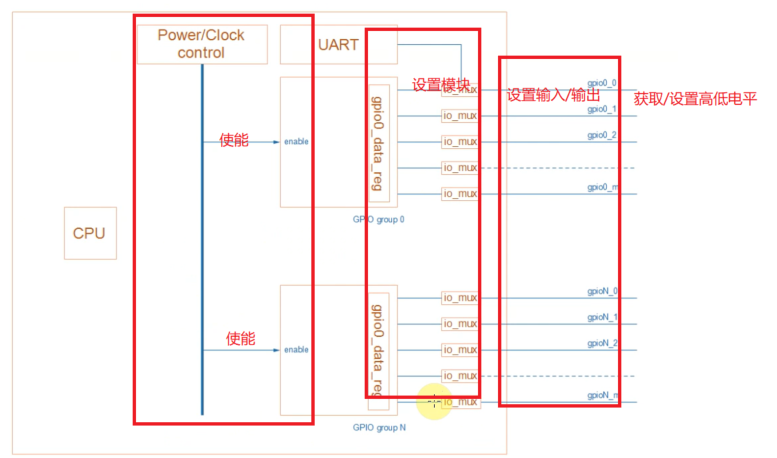 Power/Clock
control
UART
设置模块
io_mux
gpio0_0
设置输入/输出
获取/设置高低电平
io_mux
gpio0_1
使能
enable
gpio0_data_reg
io_mux
gpio0_2
io_mux
io_mux
gpio0_m
GPIO group 0
CPU
io_mux
gpioN_0
io_mux
gpioN_1
使能
enable
gpio0_data_reg
io_mux
gpioN_2
io_mux
io_mux
gpioN_m
GPIO group N